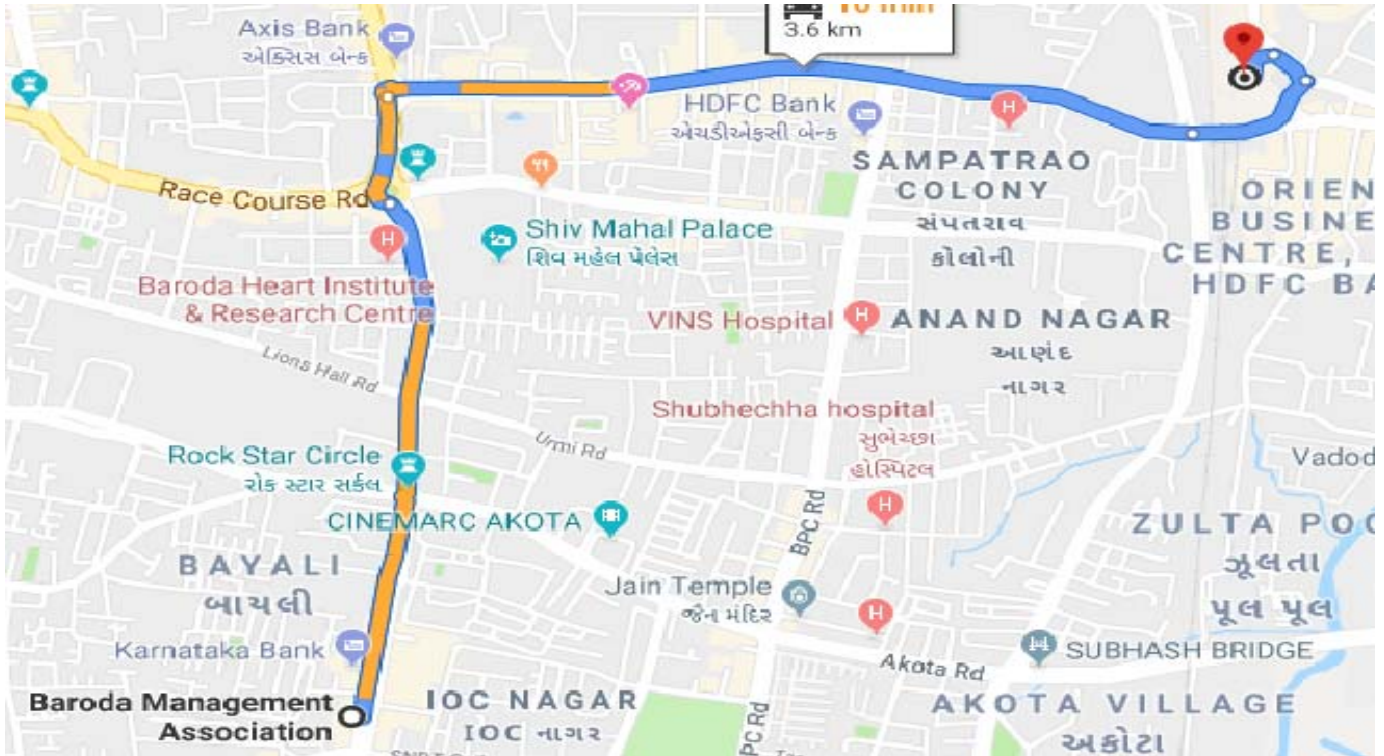 3.6 km
Axis Bank
એક્સિસ બેન્ક
HDFC Bank
એચડીએફસી બેન્ક
SAMPATRAO
COLONY
સંપતરાવ
કોલોની
Race Course Rd
ORIEN
BUSINE
CENTRE,
HDFC BA
Shiv Mahal Palace
શિવ મહેલ પેલેસ
Baroda Heart Institute
& Research Centre
VINS Hospital
ANAND NAGAR
આણંદ
નાગર
Lions Hall Rd
Shubhechha hospital
સુભેચ્છા
હોસ્પિટલ
Urmi Rd
Rock Star Circle
રોક સ્ટાર સર્કલ
Vadod
CINEMARC AKOTA
BPC Rd
ZULTA POO
ઝૂલતા
પૂલ પૂલ
BAYALI
બાયલી
Jain Temple
જૈન મંદિર
Karnataka Bank
Akota Rd
SUBHASH BRIDGE
Baroda Management
Association
IOC NAGAR
IOC નાગર
AKOTA VILLAGE
અકોટા
PC Rd